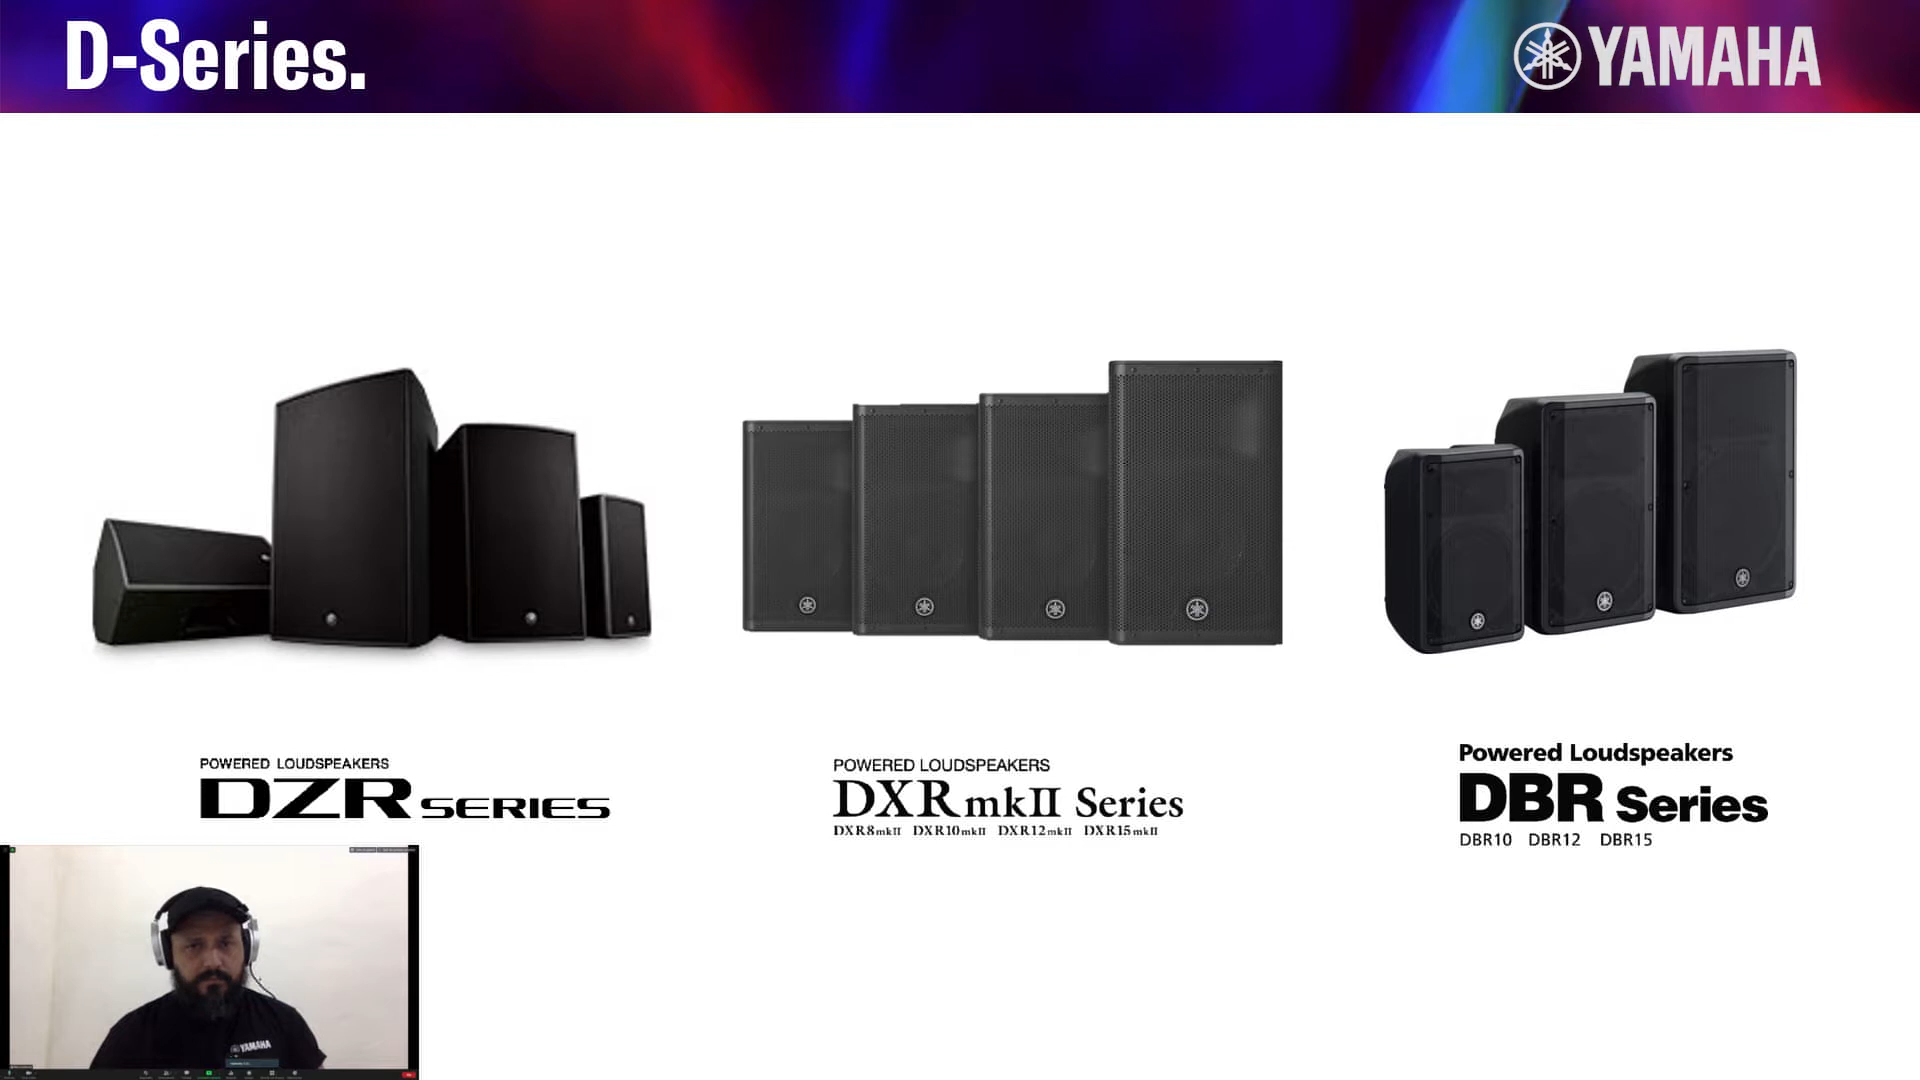 D-Series.
YAMAHA
POWERED LOUDSPEAKERS
DZR SERIES
POWERED LOUDSPEAKERS
DXR mkII Series
DXR8mkII DXR10mkII DXR12mkII DXR15mkII
Powered Loudspeakers
DBR Series
DBR10 DBR12 DBR15
YAMAHA